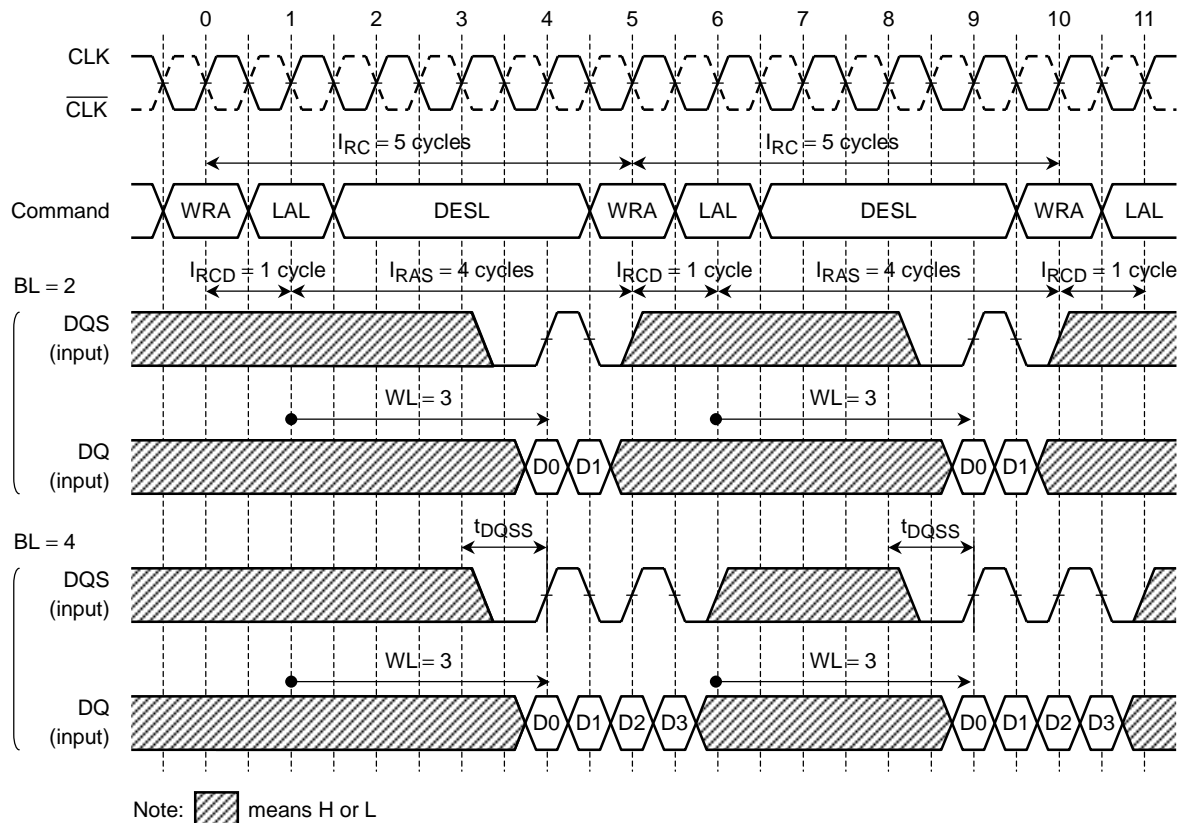 0 1 2 3 4 5 6 7 8 9 10 11
CLK
CLK
IRC = 5 cycles IRC = 5 cycles
Command WRA LAL DESL WRA LAL DESL WRA LAL
IRCD = 1 cycle IRAS = 4 cycles IRCD = 1 cycle IRAS = 4 cycles IRCD = 1 cycle
BL = 2
DQS
(input)
WL = 3 WL = 3
DQ
(input)
D0 D1 D0 D1
tDQSS tDQSS
BL = 4
DQS
(input)
WL = 3 WL = 3
DQ
(input)
D0 D1 D2 D3 D0 D1 D2 D3
Note: means H or L